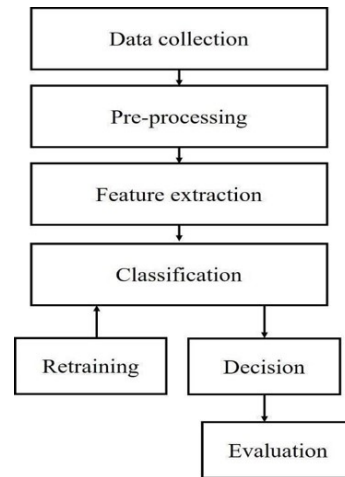 Data collection
Pre-processing
Feature extraction
Classification
Retraining
Decision
Evaluation